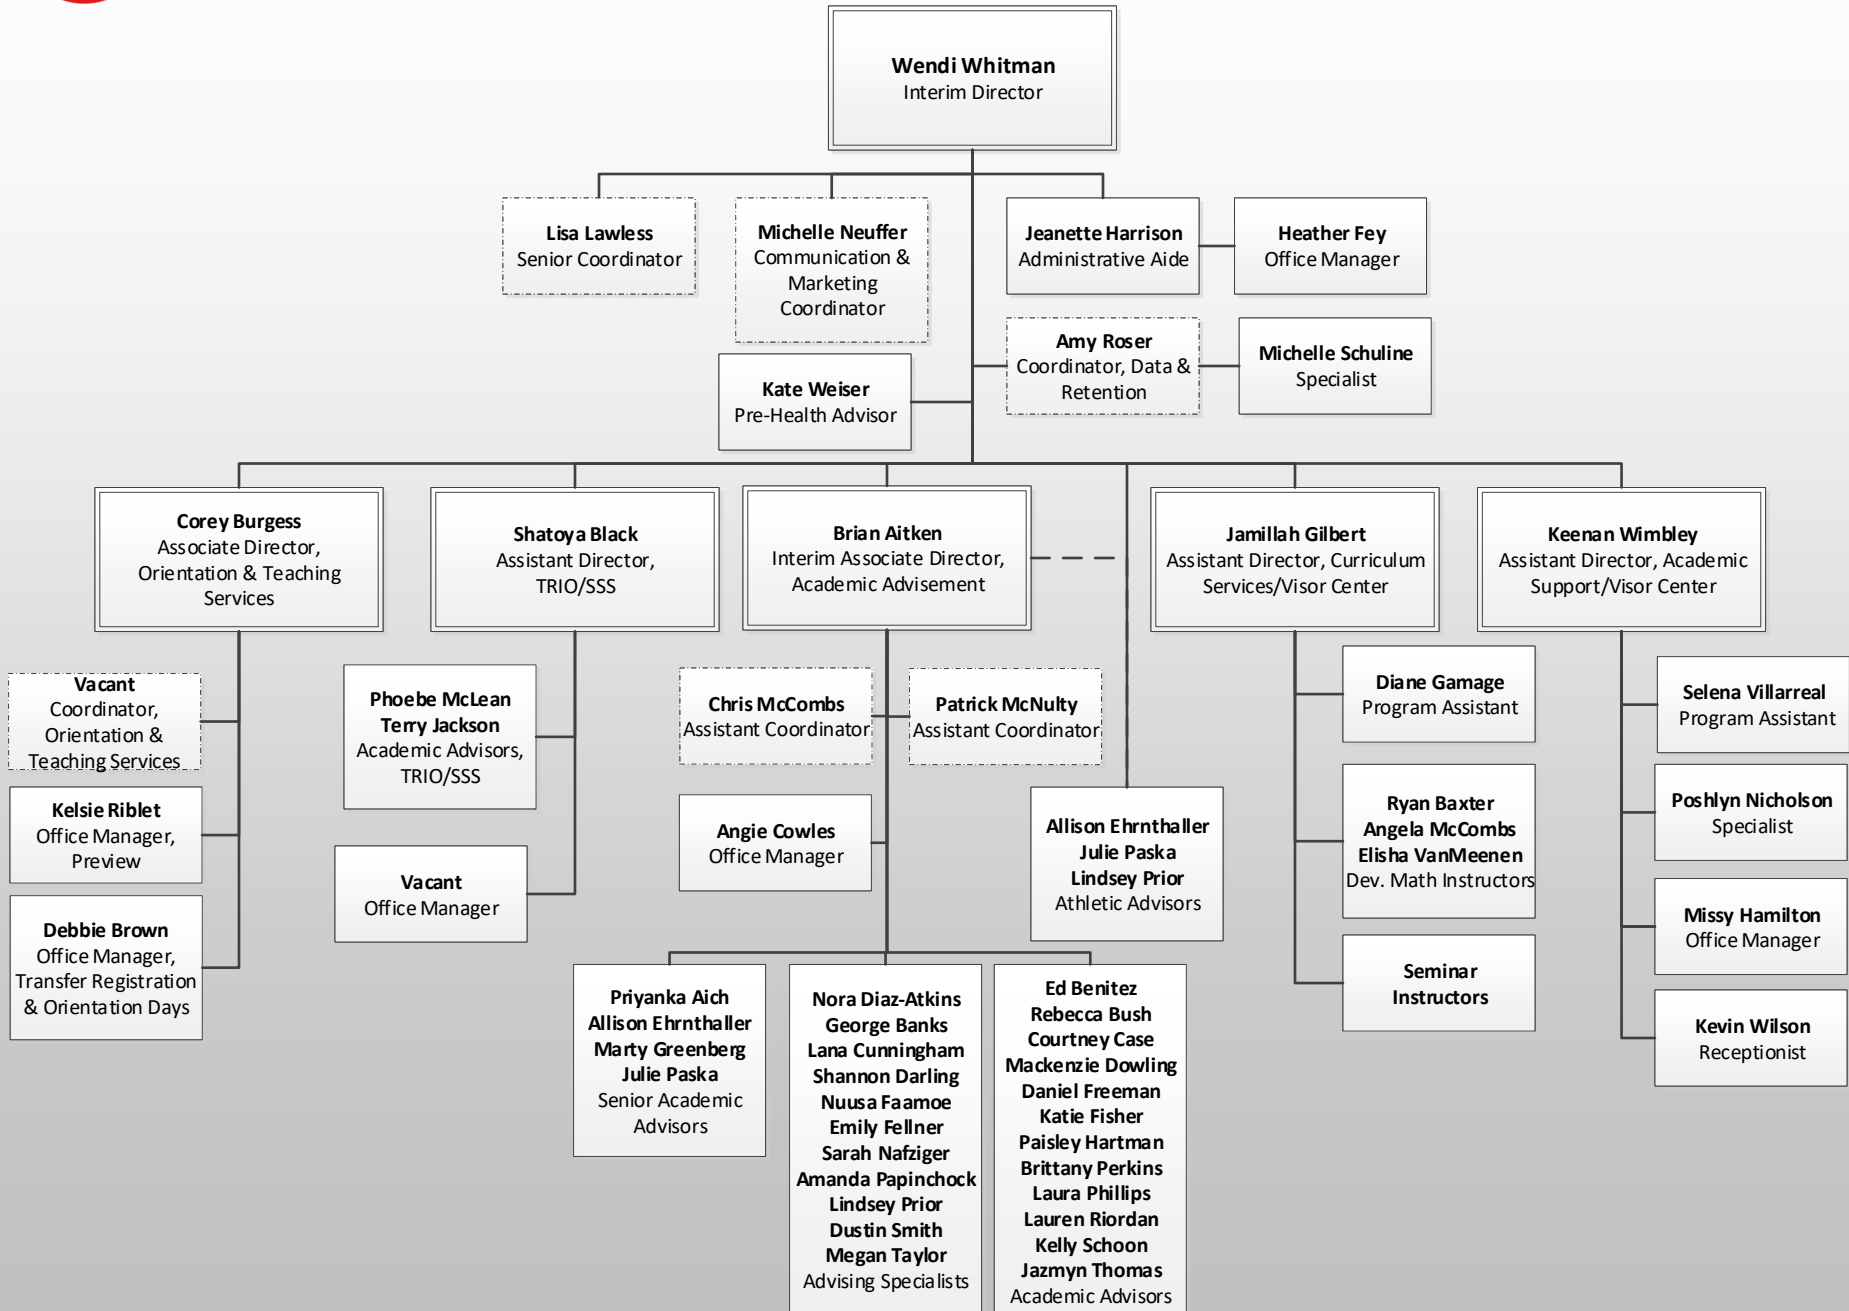 Wendi Whitman
Interim Director
Lisa Lawless
Senior Coordinator
Michelle Neuffer
Communication &
Marketing
Coordinator
Jeanette Harrison
Administrative Aide
Heather Fey
Office Manager
Amy Roser
Coordinator, Data &
Retention
Michelle Schuline
Specialist
Kate Weiser
Pre-Health Advisor
Corey Burgess
Associate Director,
Orientation & Teaching
Services
Shatoya Black
Assistant Director,
TRIO/SSS
Brian Aitken
Interim Associate Director,
Academic Advisement
Jamillah Gilbert
Assistant Director, Curriculum
Services/Visor Center
Keenan Wimbley
Assistant Director, Academic
Support/Visor Center
Vacant
Coordinator,
Orientation &
Teaching Services
Kelsie Riblet
Office Manager,
Preview
Debbie Brown
Office Manager,
Transfer Registration
& Orientation Days
Phoebe McLean
Terry Jackson
Academic Advisors,
TRIO/SSS
Vacant
Office Manager
Chris McCombs
Assistant Coordinator
Patrick McNulty
Assistant Coordinator
Angie Cowles
Office Manager
Allison Ehrnthaller
Julie Paska
Lindsey Prior
Athletic Advisors
Priyanka Aich
Allison Ehrnthaller
Marty Greenberg
Julie Paska
Senior Academic
Advisors
Nora Diaz-Atkins
George Banks
Lana Cunningham
Shannon Darling
Nuusa Faamoe
Emily Fellner
Sarah Nafziger
Amanda Papinchock
Lindsey Prior
Dustin Smith
Megan Taylor
Advising Specialists
Ed Benitez
Rebecca Bush
Courtney Case
Mackenzie Dowling
Daniel Freeman
Katie Fisher
Paisley Hartman
Brittany Perkins
Laura Phillips
Lauren Riordan
Kelly Schoon
Jazmyn Thomas
Academic Advisors
Diane Gamage
Program Assistant
Ryan Baxter
Angela McCombs
Elisha VanMeenen
Dev. Math Instructors
Seminar
Instructors
Selena Villarreal
Program Assistant
Poshlyn Nicholson
Specialist
Missy Hamilton
Office Manager
Kevin Wilson
Receptionist